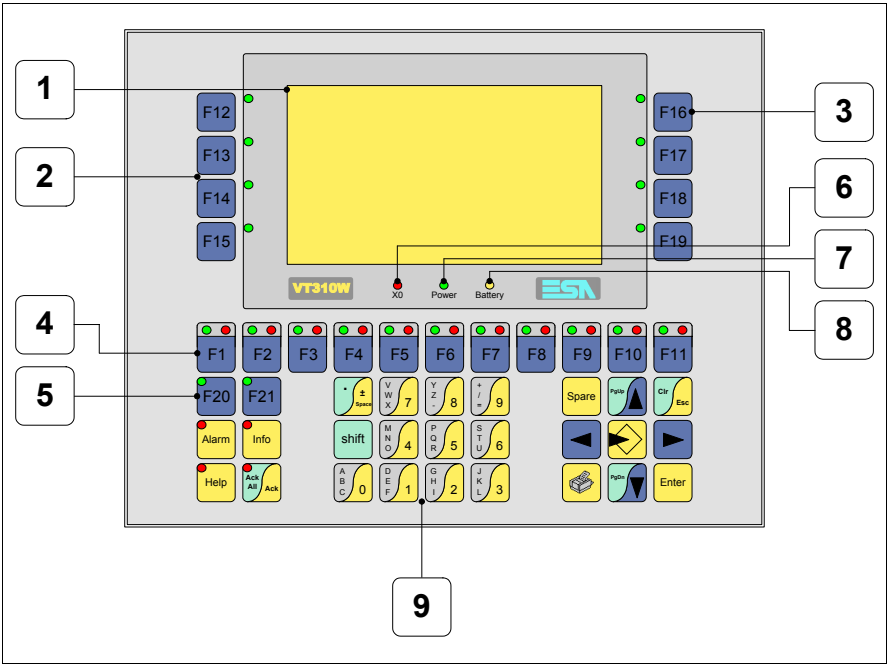 1
F12
F16
3
F13
F17
2
F14
F18
6
F15
F19
7
VT310W
X0
Power
Battery
ESA
8
4
F1
F2
F3
F4
F5
F6
F7
F8
F9
F10
F11
5
F20
F21
• ± Space
V W X 7
Y Z - 8
+ / = 9
Spare
PgUp
Clr Esc
Alarm
Info
shift
M N O 4
P Q R 5
S T U 6
Help
Ack All Ack
A B C 0
D E F 1
G H I 2
J K L 3
PgDn
Enter
9